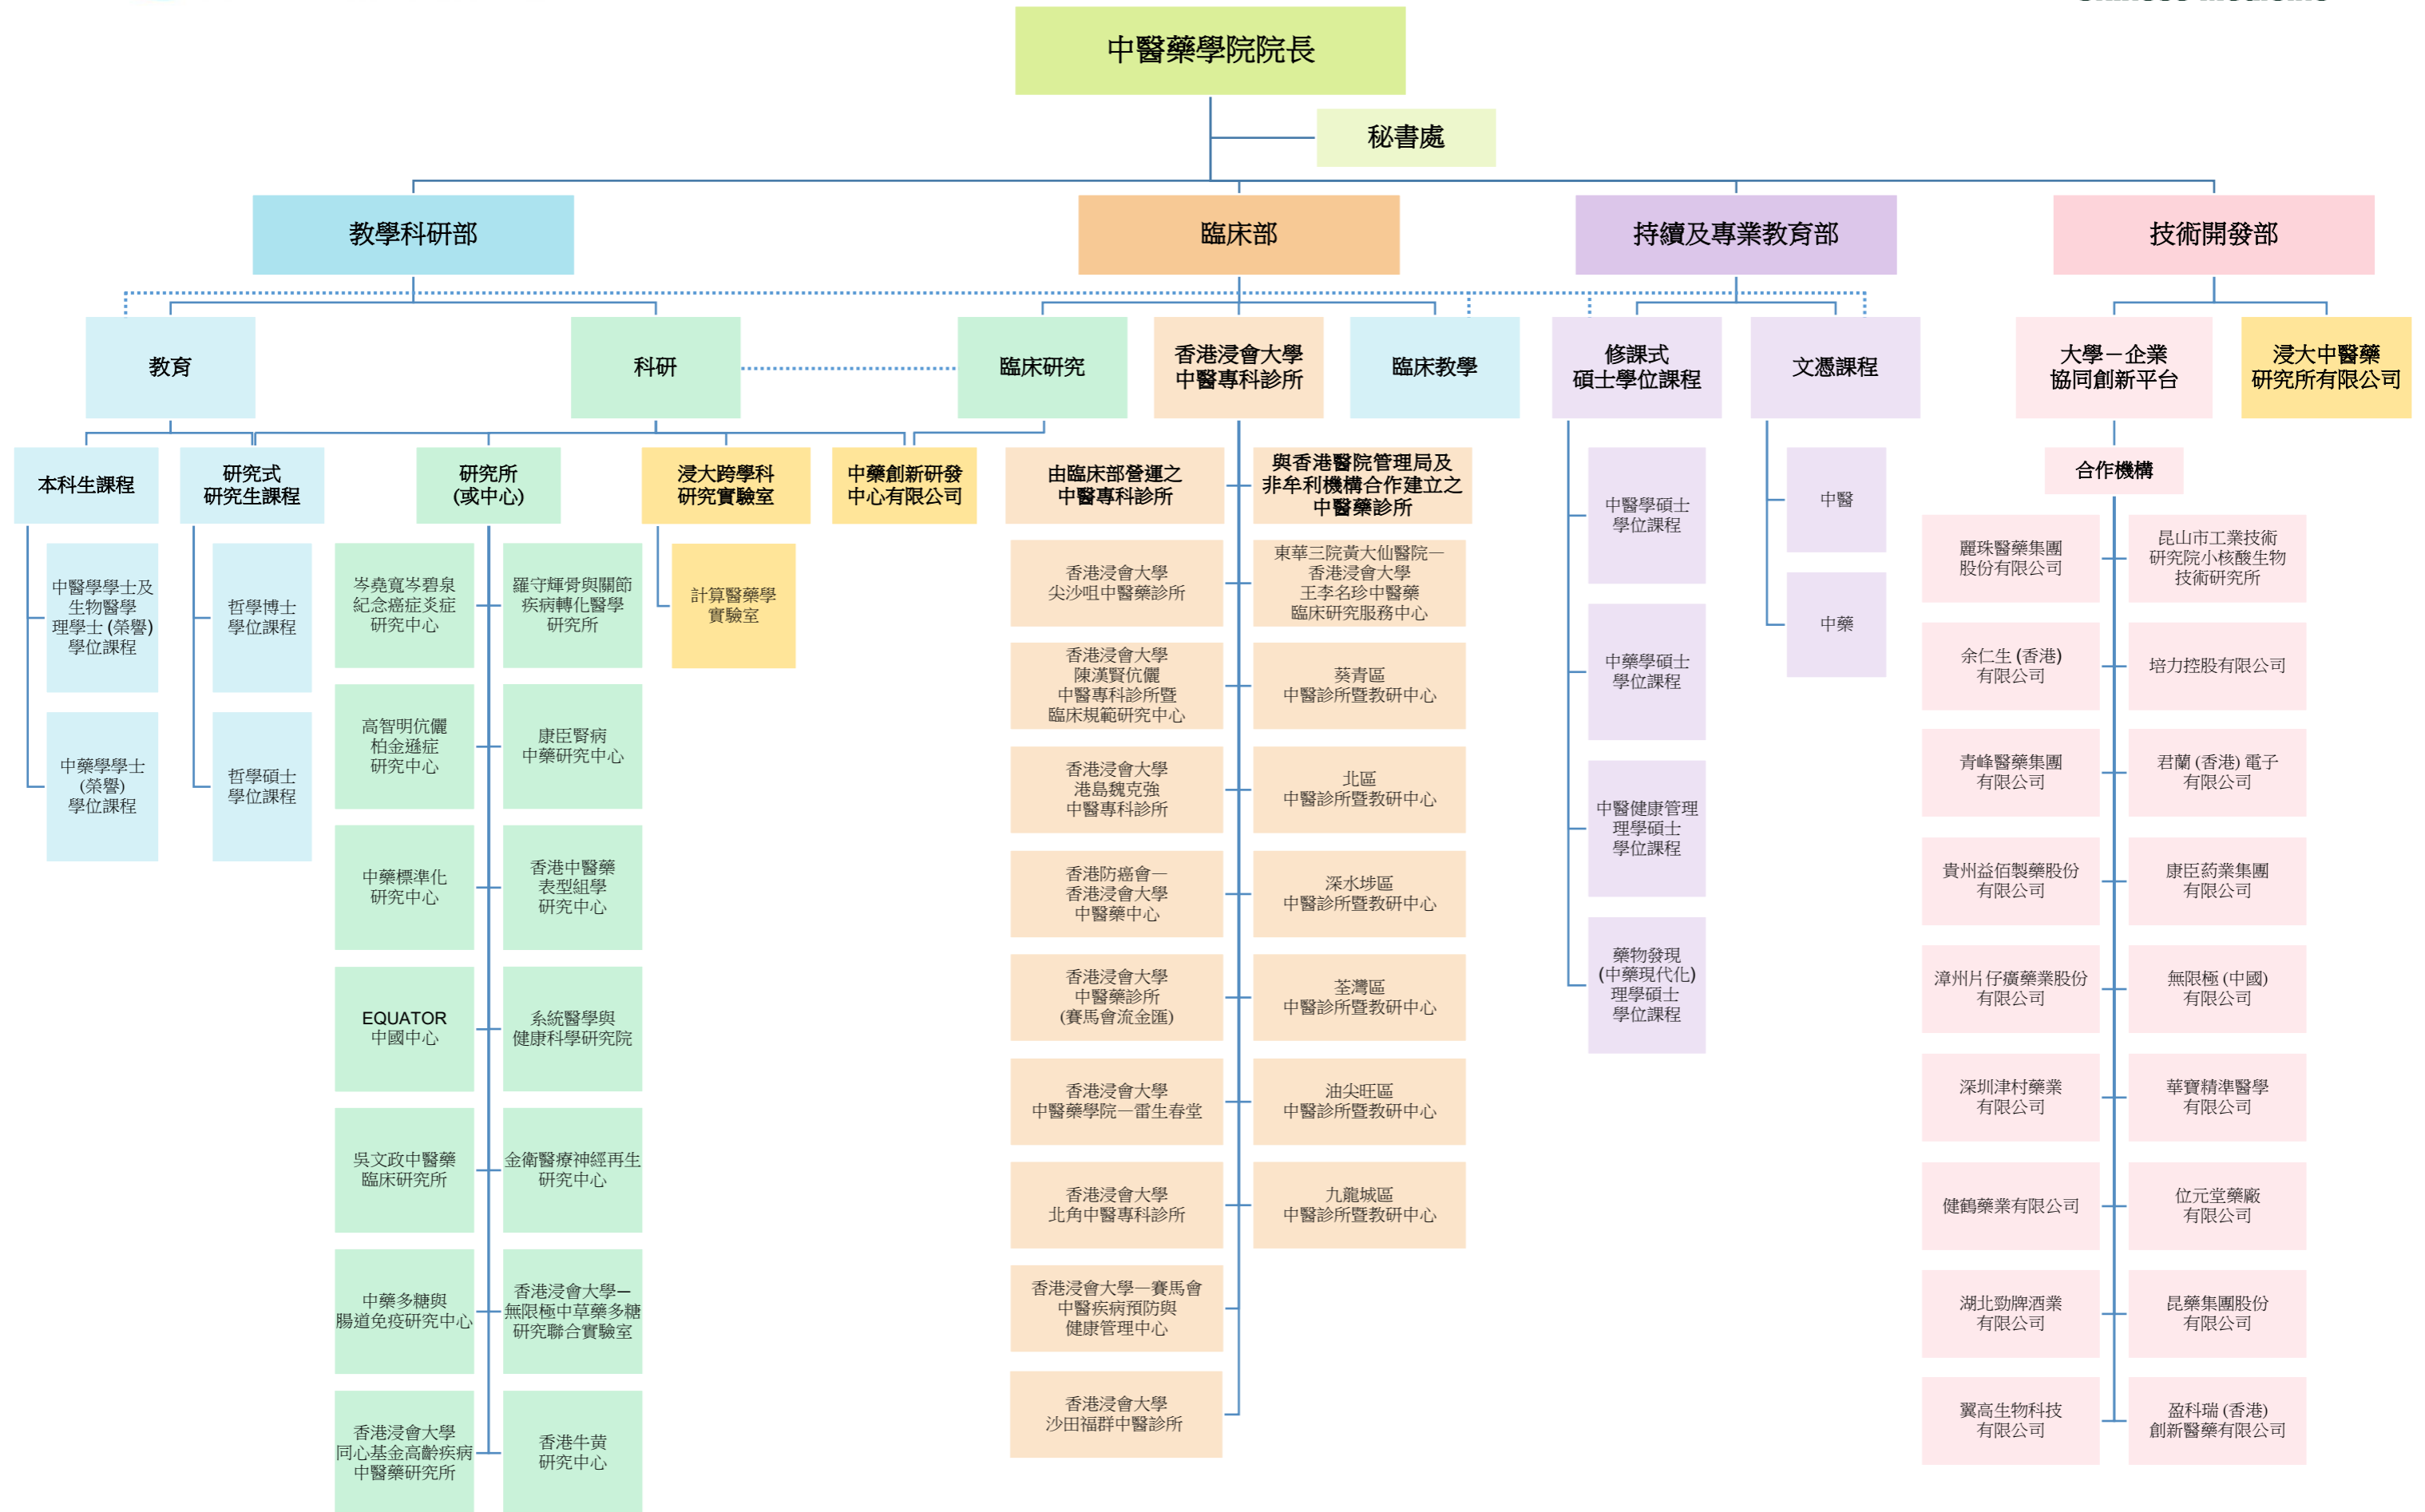 中醫藥學院院長
秘書處
教學科研部
臨床部
持續及專業教育部
技術開發部
教育
科研
臨床研究
香港浸會大學
中醫專科診所
臨床教學
修課式
碩士學位課程
文憑課程
大學－企業
協同創新平台
浸大中醫藥
研究所有限公司
本科生課程
研究式
研究生課程
研究所
(或中心)
浸大跨學科
研究實驗室
中藥創新研發
中心有限公司
由臨床部營運之
中醫專科診所
與香港醫院管理局及
非牟利機構合作建立之
中醫藥診所
合作機構
中醫學學士及
生物醫學
理學士 (榮譽)
學位課程
中藥學學士
(榮譽)
學位課程
哲學博士
學位課程
哲學碩士
學位課程
岑堯寬岑碧泉
紀念癌症炎症
研究中心
羅守輝骨與關節
疾病轉化醫學
研究所
高智明伉儷
柏金遜症
研究中心
康臣腎病
中藥研究中心
中藥標準化
研究中心
香港中醫藥
表型組學
研究中心
EQUATOR
中國中心
系統醫學與
健康科學研究院
吳文政中醫藥
臨床研究所
金衛醫療神經再生
研究中心
中藥多糖與
腸道免疫研究中心
香港浸會大學—
無限極中草藥多糖
研究聯合實驗室
香港浸會大學
同心基金高齡疾病
中醫藥研究所
香港牛黄
研究中心
計算醫藥學
實驗室
香港浸會大學
尖沙咀中醫藥診所
香港浸會大學
陳漢賢伉儷
中醫專科診所暨
臨床規範研究中心
香港浸會大學
港島魏克強
中醫專科診所
香港防癌會—
香港浸會大學
中醫藥中心
香港浸會大學
中醫藥診所
(賽馬會流金匯)
香港浸會大學
中醫藥學院—雷生春堂
香港浸會大學
北角中醫專科診所
香港浸會大學—賽馬會
中醫疾病預防與
健康管理中心
香港浸會大學
沙田福群中醫診所
東華三院黃大仙醫院—
香港浸會大學
王李名珍中醫藥
臨床研究服務中心
葵青區
中醫診所暨教研中心
北區
中醫診所暨教研中心
深水埗區
中醫診所暨教研中心
荃灣區
中醫診所暨教研中心
油尖旺區
中醫診所暨教研中心
九龍城區
中醫診所暨教研中心
中醫學碩士
學位課程
中藥學碩士
學位課程
中醫健康管理
理學碩士
學位課程
藥物發現
(中藥現代化)
理學碩士
學位課程
中醫
中藥
麗珠醫藥集團
股份有限公司
昆山市工業技術
研究院小核酸生物
技術研究所
余仁生 (香港)
有限公司
培力控股有限公司
青峰醫藥集團
有限公司
君蘭 (香港) 電子
有限公司
貴州益佰製藥股份
有限公司
康臣葯業集團
有限公司
漳州片仔癀藥業股份
有限公司
無限極 (中國)
有限公司
深圳津村藥業
有限公司
華寶精準醫學
有限公司
健鶴藥業有限公司
位元堂藥廠
有限公司
湖北勁牌酒業
有限公司
昆藥集團股份
有限公司
翼高生物科技
有限公司
盈科瑞 (香港)
創新醫藥有限公司